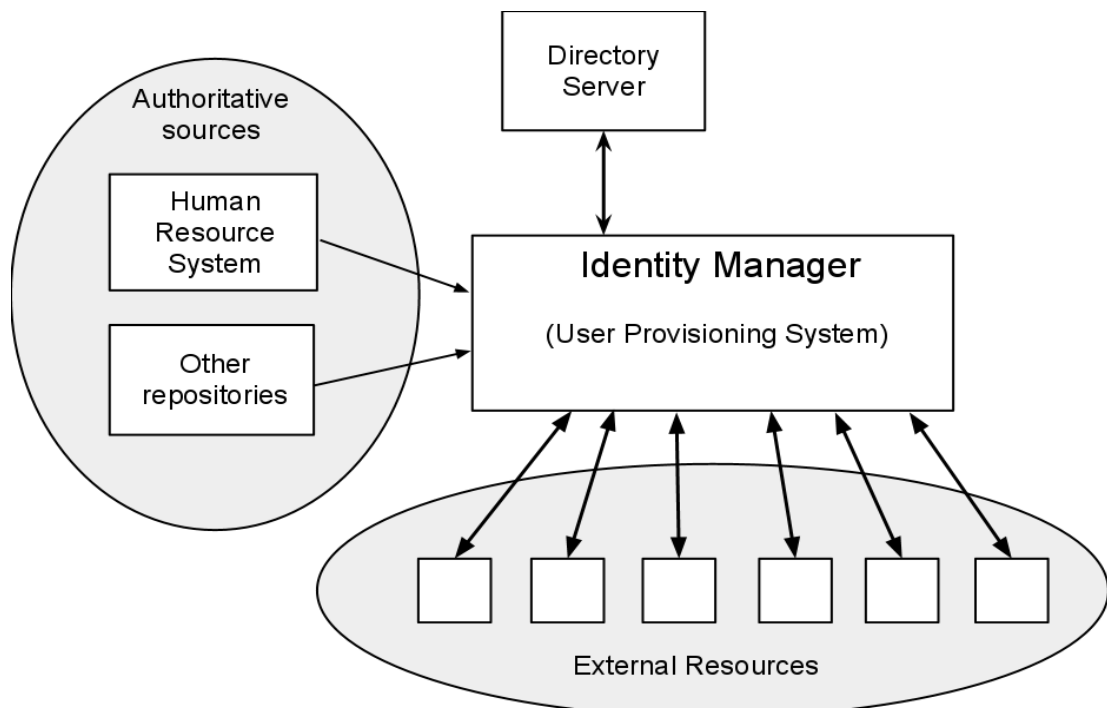 Directory
Server
Authoritative
sources
Human
Resource
System
Identity Manager
(User Provisioning System)
Other
repositories
External Resources